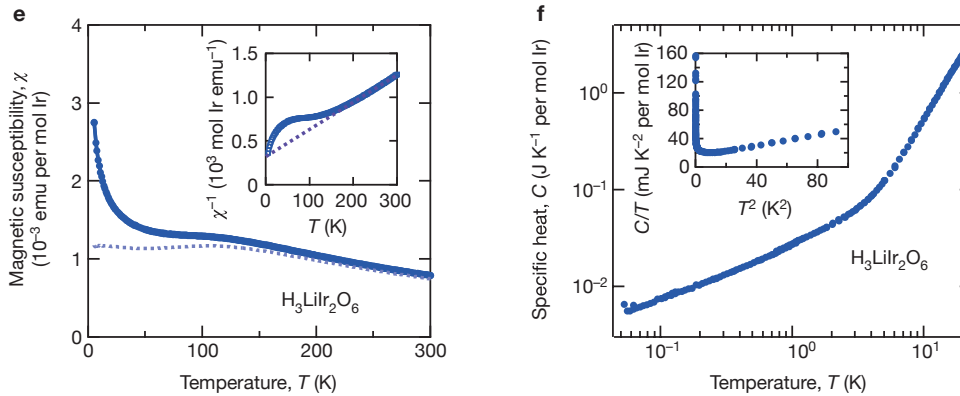 e
4
3
2
1
0
0
100
200
300
Magnetic susceptibility, χ
(10⁻³ emu per mol Ir)
Temperature, T (K)
H₃LiIr₂O₆
1.5
1.0
0.5
0
0
100
200
300
χ⁻¹ (10³ mol Ir emu⁻¹)
T (K)
f
10⁰
10⁻¹
10⁻²
10⁻¹
10⁰
10¹
Specific heat, C (J K⁻¹ per mol Ir)
Temperature, T (K)
H₃LiIr₂O₆
160
120
80
40
20
0
40
80
C/T (mJ K⁻² per mol Ir)
T² (K²)